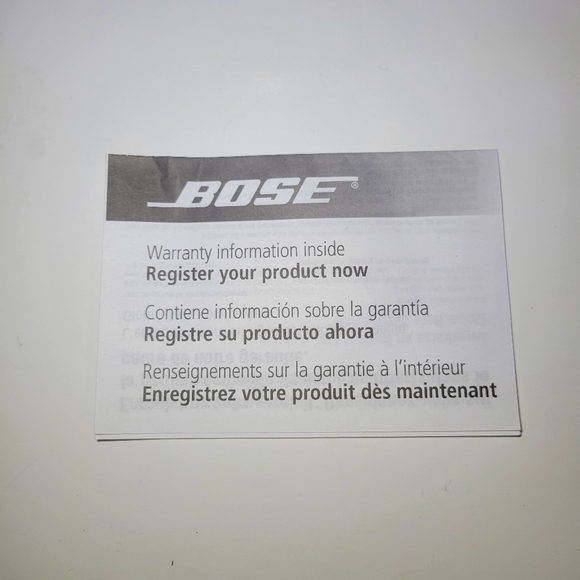 BOSE®
Warranty information inside
Register your product now
Contiene información sobre la garantía
Registre su producto ahora
Renseignements sur la garantie à l'intérieur
Enregistrez votre produit dès maintenant